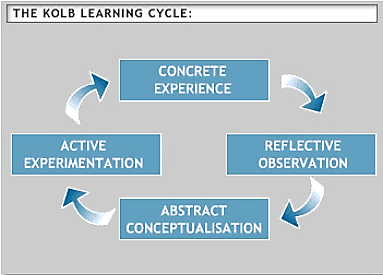 THE KOLB LEARNING CYCLE:
CONCRETE
EXPERIENCE
REFLECTIVE
OBSERVATION
ABSTRACT
CONCEPTUALISATION
ACTIVE
EXPERIMENTATION